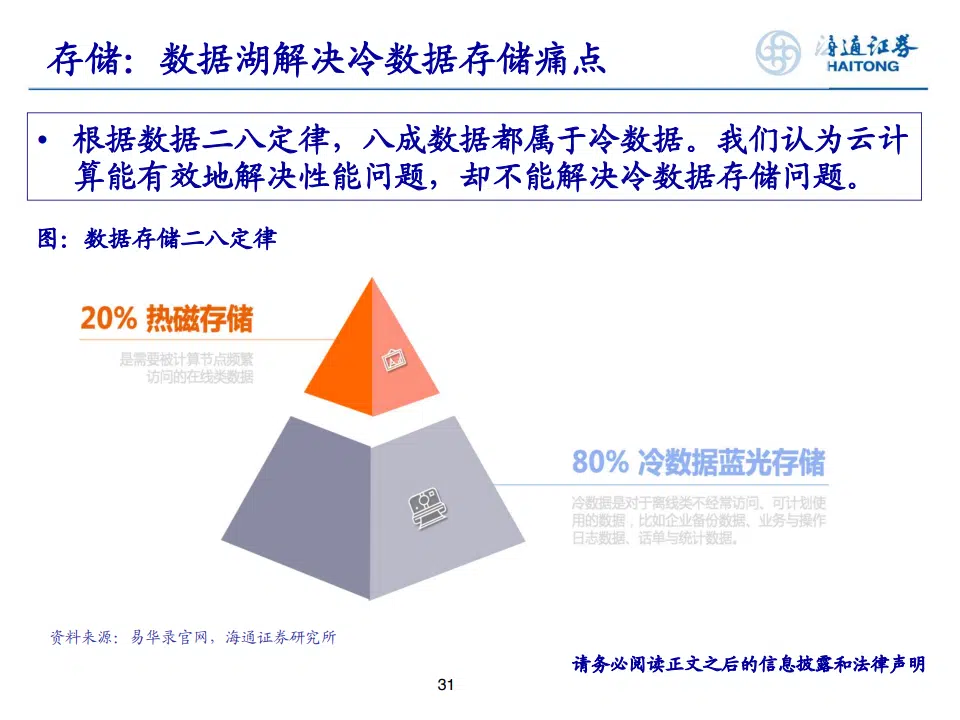 存储：数据湖解决冷数据存储痛点
海通证券
HAITONG
• 根据数据二八定律，八成数据都属于冷数据。我们认为云计
算能有效地解决性能问题，却不能解决冷数据存储问题。
图：数据存储二八定律
20% 热磁存储
是需要被计算节点频繁
访问的在线类数据
80% 冷数据蓝光存储
冷数据是对于离线类不经常访问、可计划使
用的数据，比如企业备份数据、业务与操作
日志数据、话单与统计数据。
资料来源：易华录官网，海通证券研究所
请务必阅读正文之后的信息披露和法律声明
31